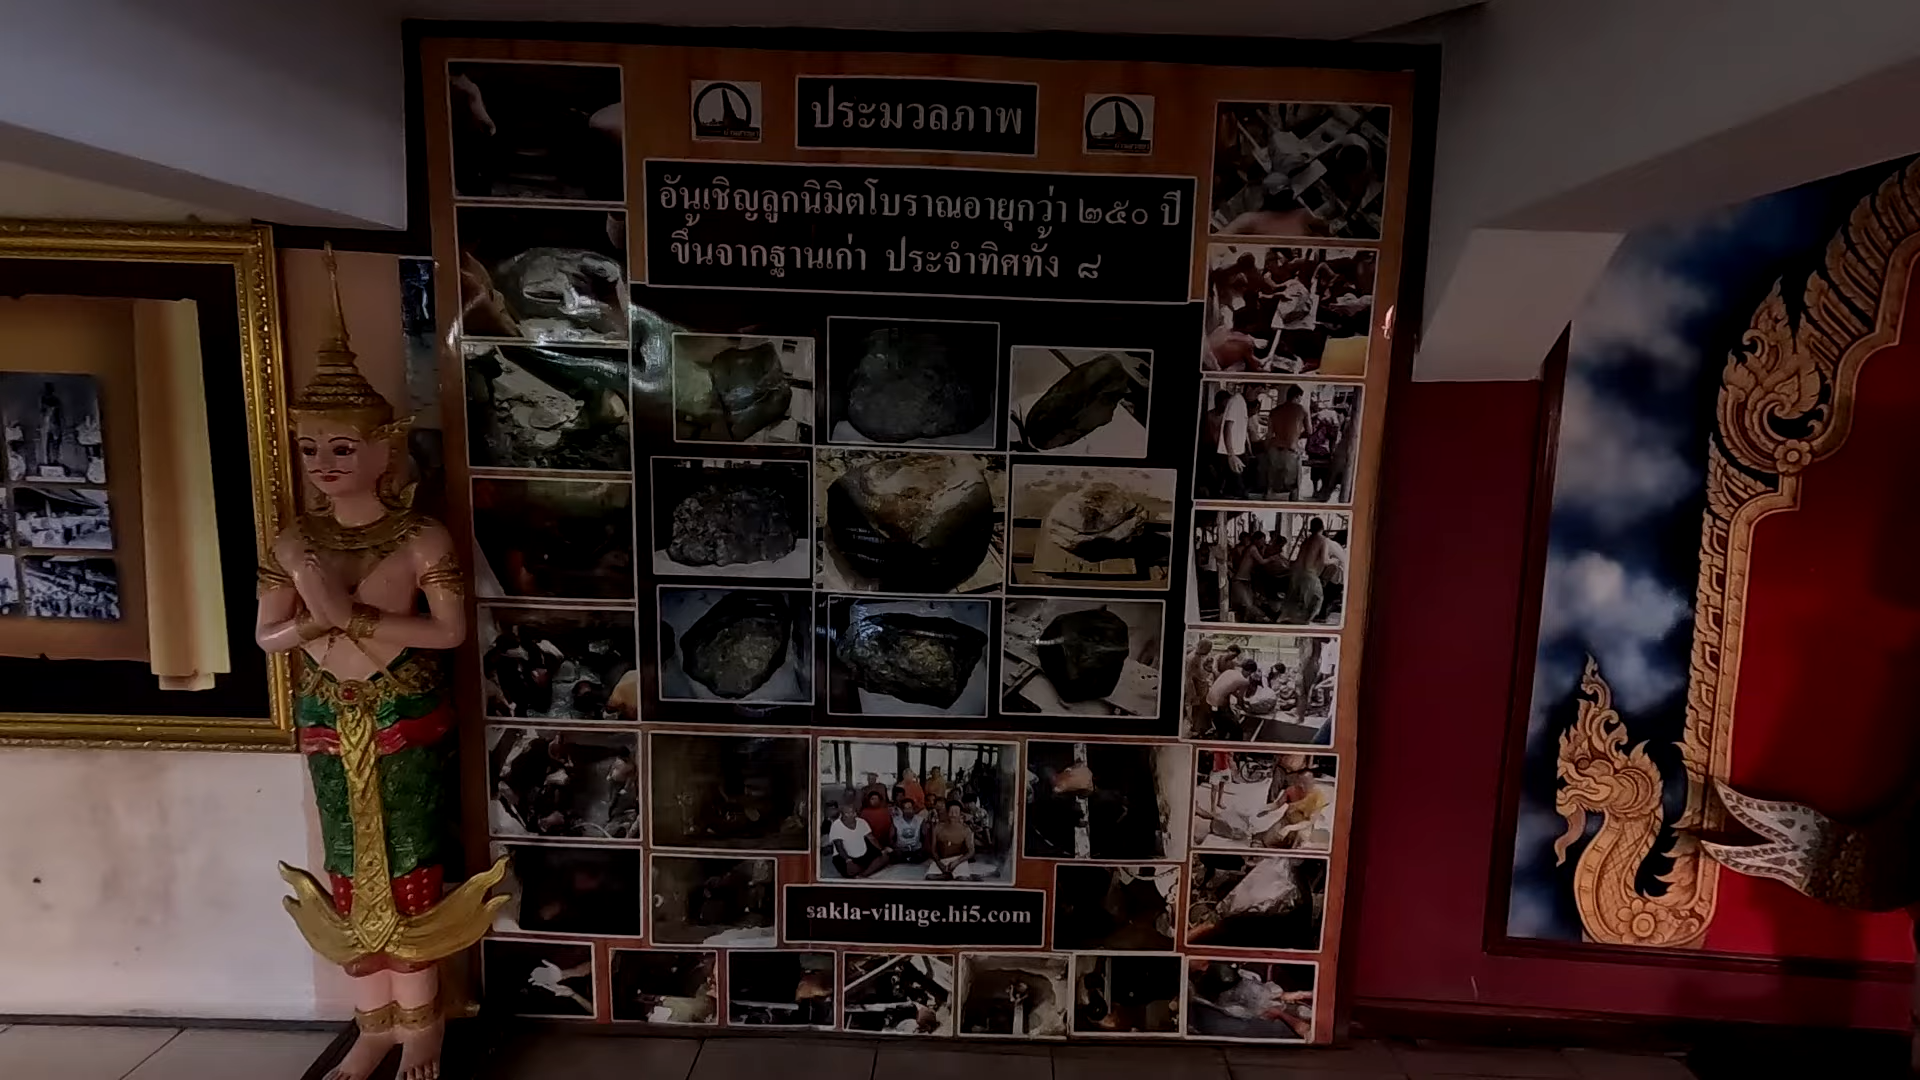 ประมวลภาพ
อันเชิญลูกนิมิตโบราณอายุกว่า ๒๕๐ ปี
ขึ้นจากฐานเก่า ประจำทิศทั้ง ๘
sakla-village.hi5.com